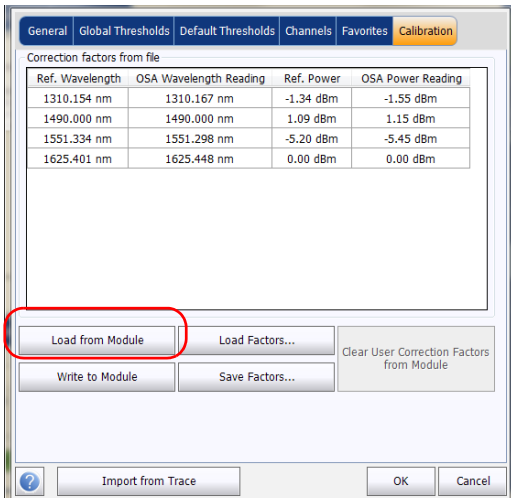 General Global Thresholds Default Thresholds Channels Favorites Calibration
Correction factors from file
Ref. Wavelength OSA Wavelength Reading Ref. Power OSA Power Reading
1310.154 nm 1310.167 nm -1.34 dBm -1.55 dBm
1490.000 nm 1490.000 nm 1.09 dBm 1.15 dBm
1551.334 nm 1551.298 nm -5.20 dBm -5.45 dBm
1625.401 nm 1625.448 nm 0.00 dBm 0.00 dBm
Load from Module Load Factors...
Clear User Correction Factors
from Module
Write to Module Save Factors...
? Import from Trace OK Cancel